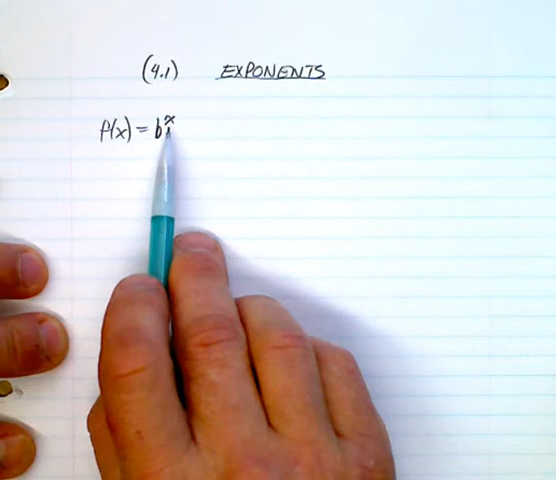 (4.1) EXPONENTS
f(x) = b^x